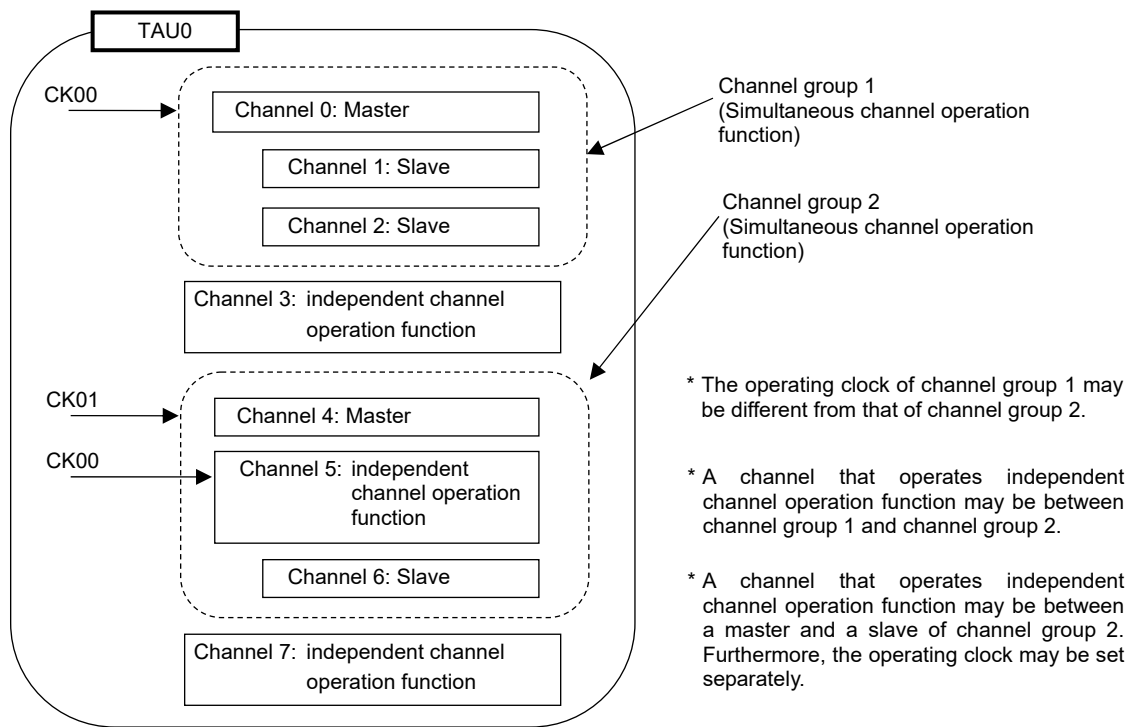 TAU0
CK00
Channel 0: Master
Channel 1: Slave
Channel 2: Slave
Channel 3: independent channel
operation function
CK01
Channel 4: Master
CK00
Channel 5: independent
channel operation
function
Channel 6: Slave
Channel 7: independent channel
operation function
Channel group 1
(Simultaneous channel operation
function)
Channel group 2
(Simultaneous channel operation
function)
* The operating clock of channel group 1 may
be different from that of channel group 2.
* A channel that operates independent
channel operation function may be between
channel group 1 and channel group 2.
* A channel that operates independent
channel operation function may be between
a master and a slave of channel group 2.
Furthermore, the operating clock may be set
separately.